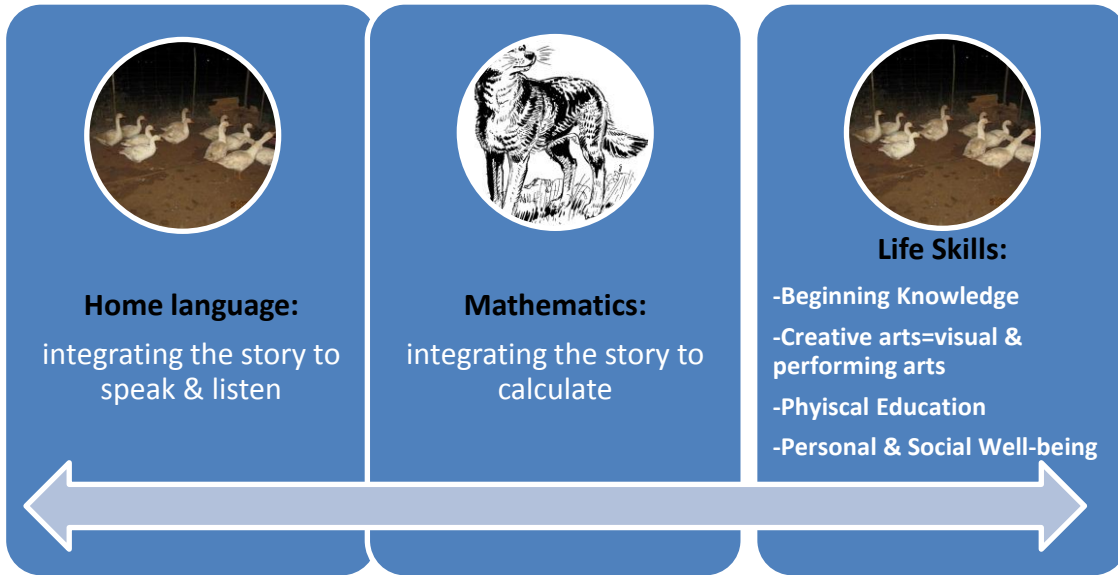 Home language:
integrating the story to
speak & listen
Mathematics:
integrating the story to
calculate
Life Skills:
-Beginning Knowledge
-Creative arts=visual &
performing arts
-Phyiscal Education
-Personal & Social Well-being